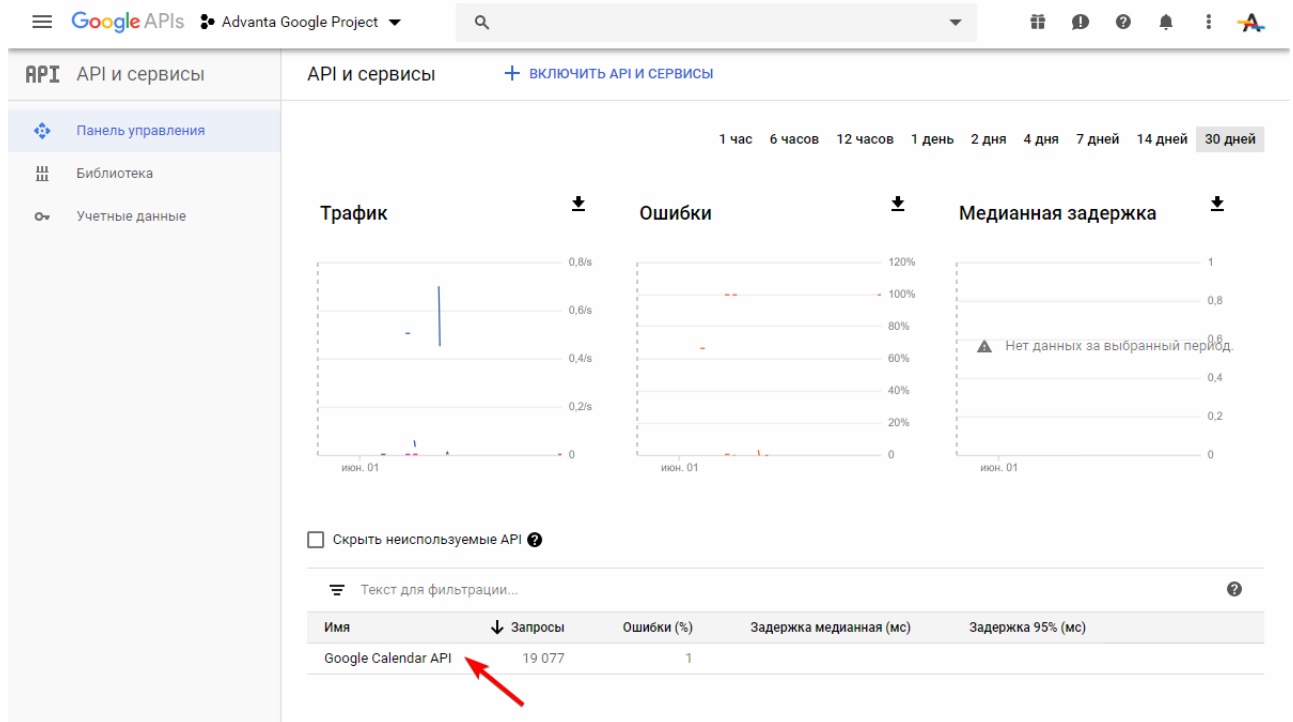 Google APIs Advanta Google Project
API API и сервисы
API и сервисы
ВКЛЮЧИТЬ API И СЕРВИСЫ
Панель управления
Библиотека
Учетные данные
1 час 6 часов 12 часов 1 день 2 дня 4 дня 7 дней 14 дней 30 дней
Трафик
0,8/s
0,6/s
0,4/s
0,2/s
0
июн. 01
Ошибки
120%
100%
80%
60%
40%
20%
0
июн. 01
Медианная задержка
1
0,8
0,6
Нет данных за выбранный период.
0,4
0,2
0
июн. 01
Скрыть неиспользуемые API
Текст для фильтрации...
Имя Запросы Ошибки (%) Задержка медианная (мс) Задержка 95% (мс)
Google Calendar API 19 077 1